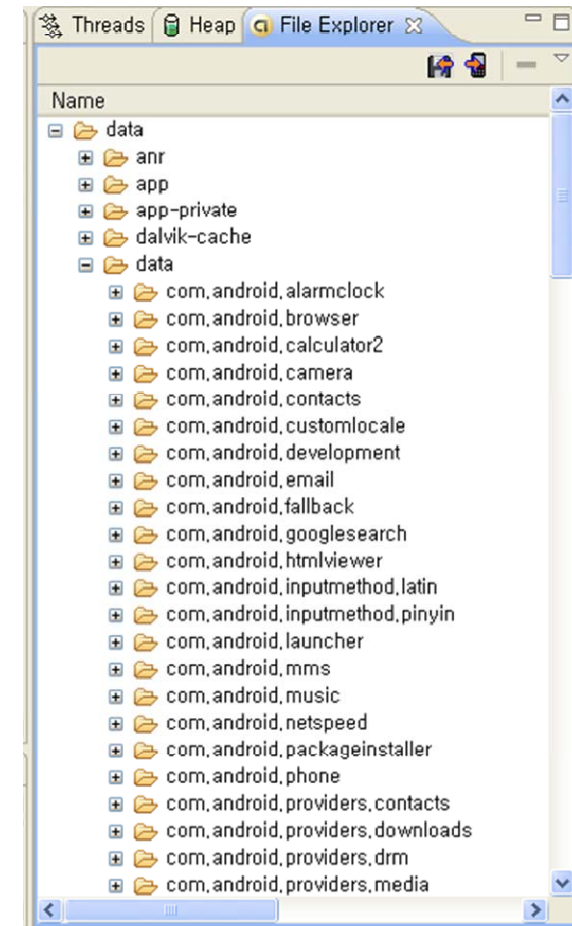 Threads Heap File Explorer
Name
data
anr
app
app-private
dalvik-cache
data
com.android.alarmclock
com.android.browser
com.android.calculator2
com.android.camera
com.android.contacts
com.android.customlocale
com.android.development
com.android.email
com.android.fallback
com.android.googlesearch
com.android.htmlviewer
com.android.inputmethod.latin
com.android.inputmethod.pinyin
com.android.launcher
com.android.mms
com.android.music
com.android.netspeed
com.android.packageinstaller
com.android.phone
com.android.providers.contacts
com.android.providers.downloads
com.android.providers.drm
com.android.providers.media